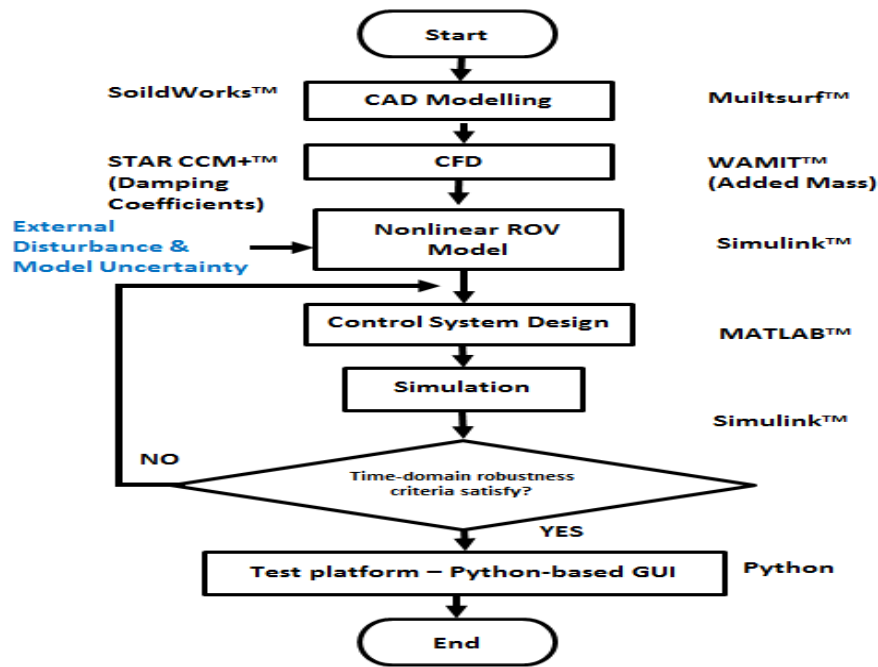 Start
SoildWorks™
CAD Modelling
Muiltsurf™
STAR CCM+™
(Damping
Coefficients)
CFD
WAMIT™
(Added Mass)
External
Disturbance &
Model Uncertainty
Nonlinear ROV
Model
Simulink™
Control System Design
MATLAB™
Simulation
Simulink™
NO
Time-domain robustness
criteria satisfy?
YES
Test platform – Python-based GUI
Python
End